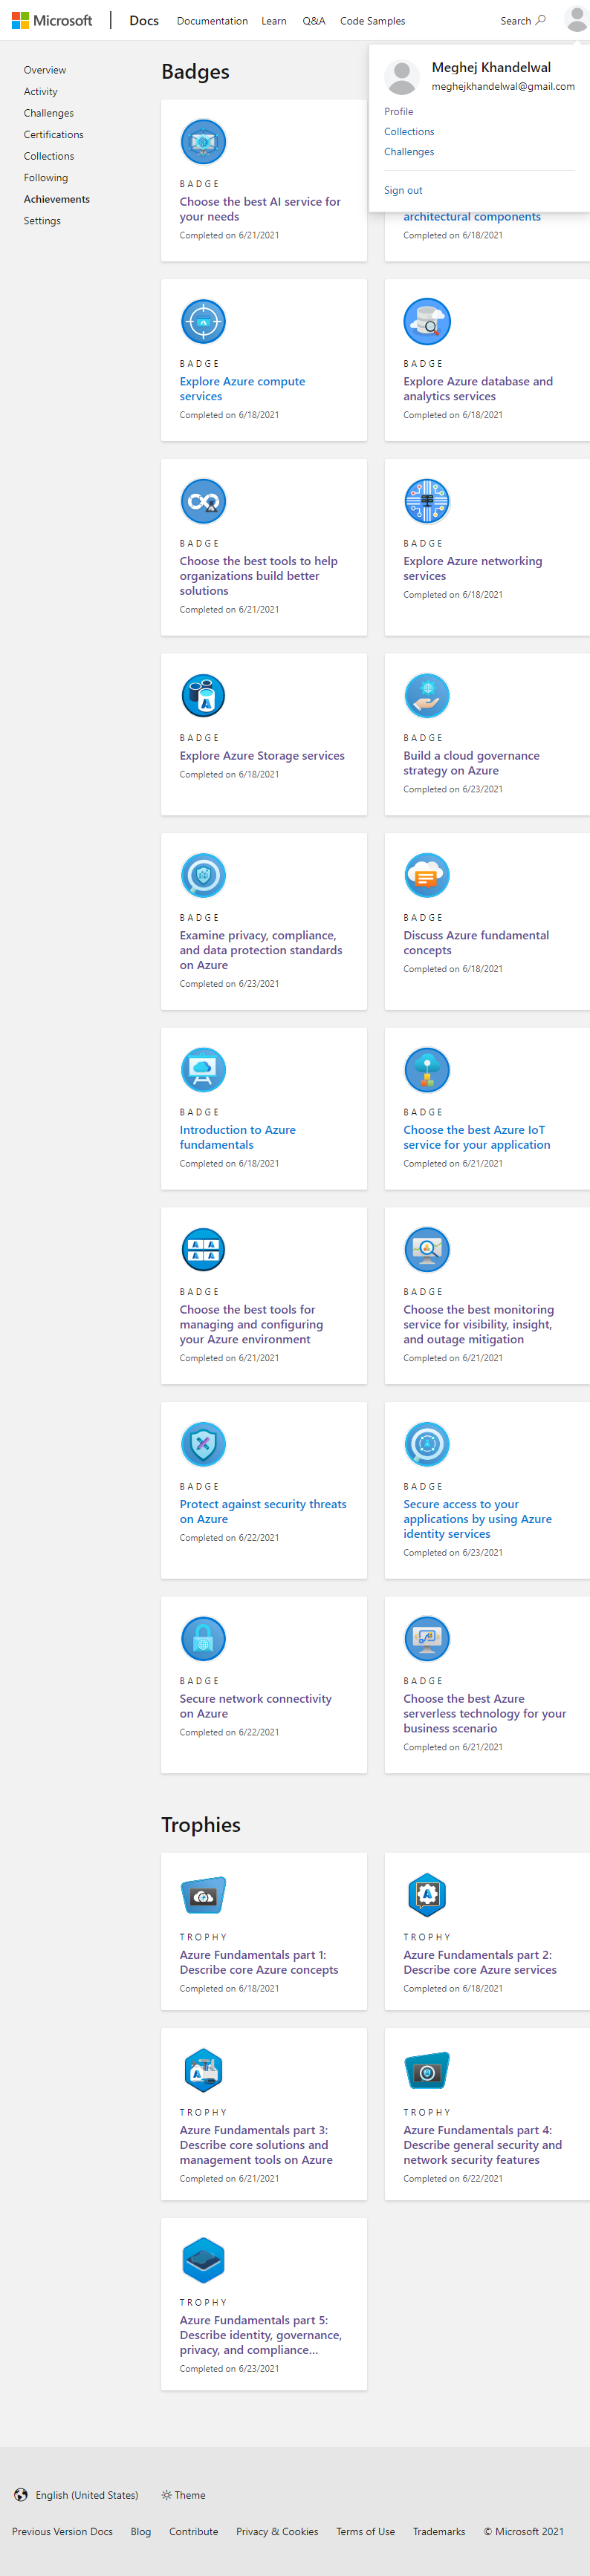 Microsoft
Docs
Documentation
Learn
Q&A
Code Samples
Search
Meghej Khandelwal
meghejkhandelwal@gmail.com
Profile
Collections
Challenges
Sign out
Overview
Activity
Challenges
Certifications
Collections
Following
Achievements
Settings
Badges
BADGE
Choose the best AI service for
your needs
Completed on 6/21/2021
architectural components
Completed on 6/18/2021
BADGE
Explore Azure compute
services
Completed on 6/18/2021
BADGE
Explore Azure database and
analytics services
Completed on 6/18/2021
BADGE
Choose the best tools to help
organizations build better
solutions
Completed on 6/21/2021
BADGE
Explore Azure networking
services
Completed on 6/18/2021
BADGE
Explore Azure Storage services
Completed on 6/18/2021
BADGE
Build a cloud governance
strategy on Azure
Completed on 6/23/2021
BADGE
Examine privacy, compliance,
and data protection standards
on Azure
Completed on 6/23/2021
BADGE
Discuss Azure fundamental
concepts
Completed on 6/18/2021
BADGE
Introduction to Azure
fundamentals
Completed on 6/18/2021
BADGE
Choose the best Azure IoT
service for your application
Completed on 6/21/2021
BADGE
Choose the best tools for
managing and configuring
your Azure environment
Completed on 6/21/2021
BADGE
Choose the best monitoring
service for visibility, insight,
and outage mitigation
Completed on 6/21/2021
BADGE
Protect against security threats
on Azure
Completed on 6/22/2021
BADGE
Secure access to your
applications by using Azure
identity services
Completed on 6/23/2021
BADGE
Secure network connectivity
on Azure
Completed on 6/22/2021
BADGE
Choose the best Azure
serverless technology for your
business scenario
Completed on 6/21/2021
Trophies
TROPHY
Azure Fundamentals part 1:
Describe core Azure concepts
Completed on 6/18/2021
TROPHY
Azure Fundamentals part 2:
Describe core Azure services
Completed on 6/18/2021
TROPHY
Azure Fundamentals part 3:
Describe core solutions and
management tools on Azure
Completed on 6/21/2021
TROPHY
Azure Fundamentals part 4:
Describe general security and
network security features
Completed on 6/22/2021
TROPHY
Azure Fundamentals part 5:
Describe identity, governance,
privacy, and compliance...
Completed on 6/23/2021
English (United States)
Theme
Previous Version Docs
Blog
Contribute
Privacy & Cookies
Terms of Use
Trademarks
© Microsoft 2021